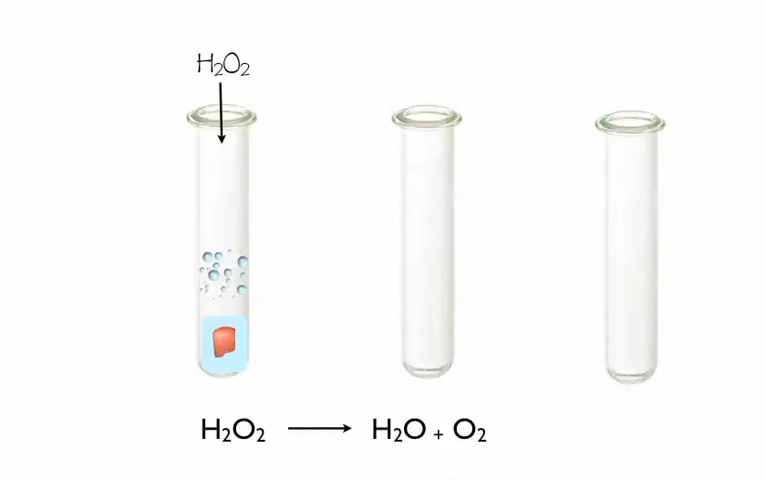 H₂O₂
H₂O₂ ⟶ H₂O + O₂